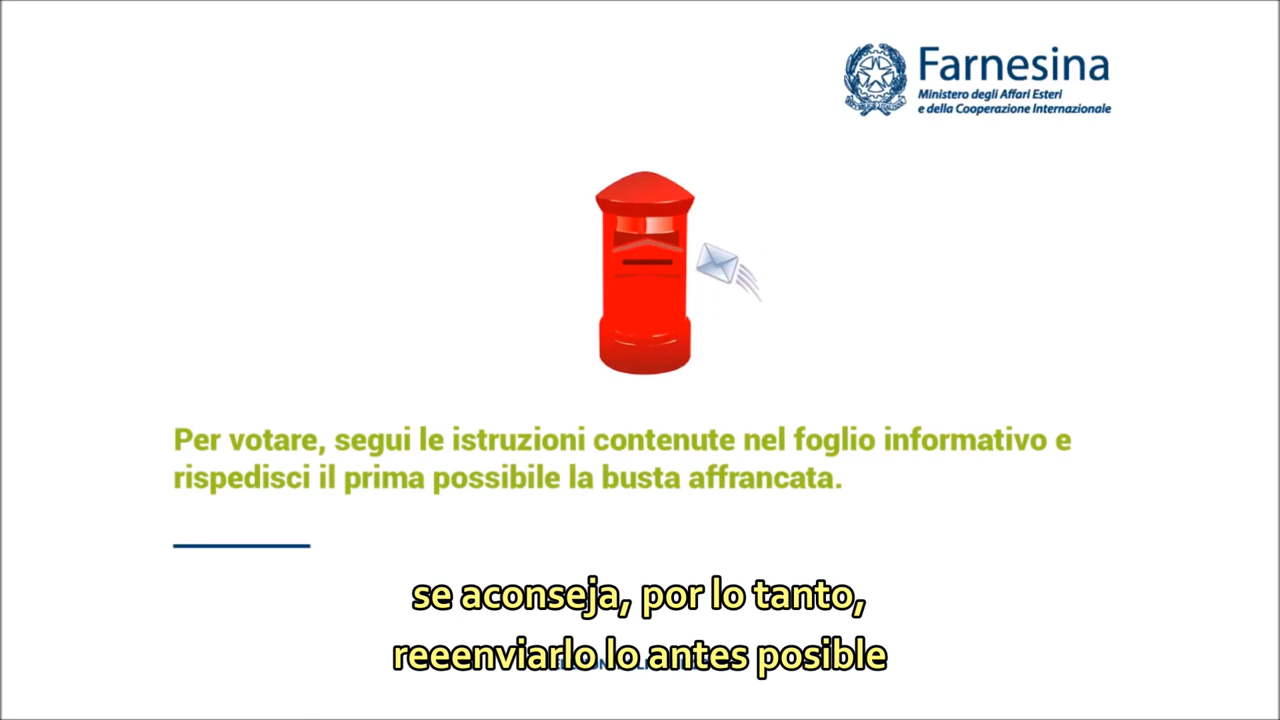 Farnesina
Ministero degli Affari Esteri
e della Cooperazione Internazionale
Per votare, segui le istruzioni contenute nel foglio informativo e
rispedisci il prima possibile la busta affrancata.
se aconseja, por lo tanto,
reeenviarlo lo antes posible